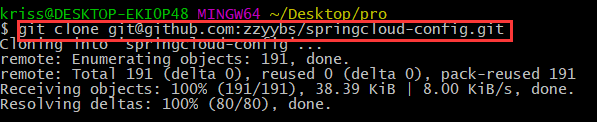 kriss@DESKTOP-EKIOP48 MINGW64 ~/Desktop/pro
$ git clone git@github.com:zzyybs/springcloud-config.git
Cloning into 'springcloud-config'...
remote: Enumerating objects: 191, done.
remote: Total 191 (delta 0), reused 0 (delta 0), pack-reused 191
Receiving objects: 100% (191/191), 38.39 KiB | 8.00 KiB/s, done.
Resolving deltas: 100% (80/80), done.